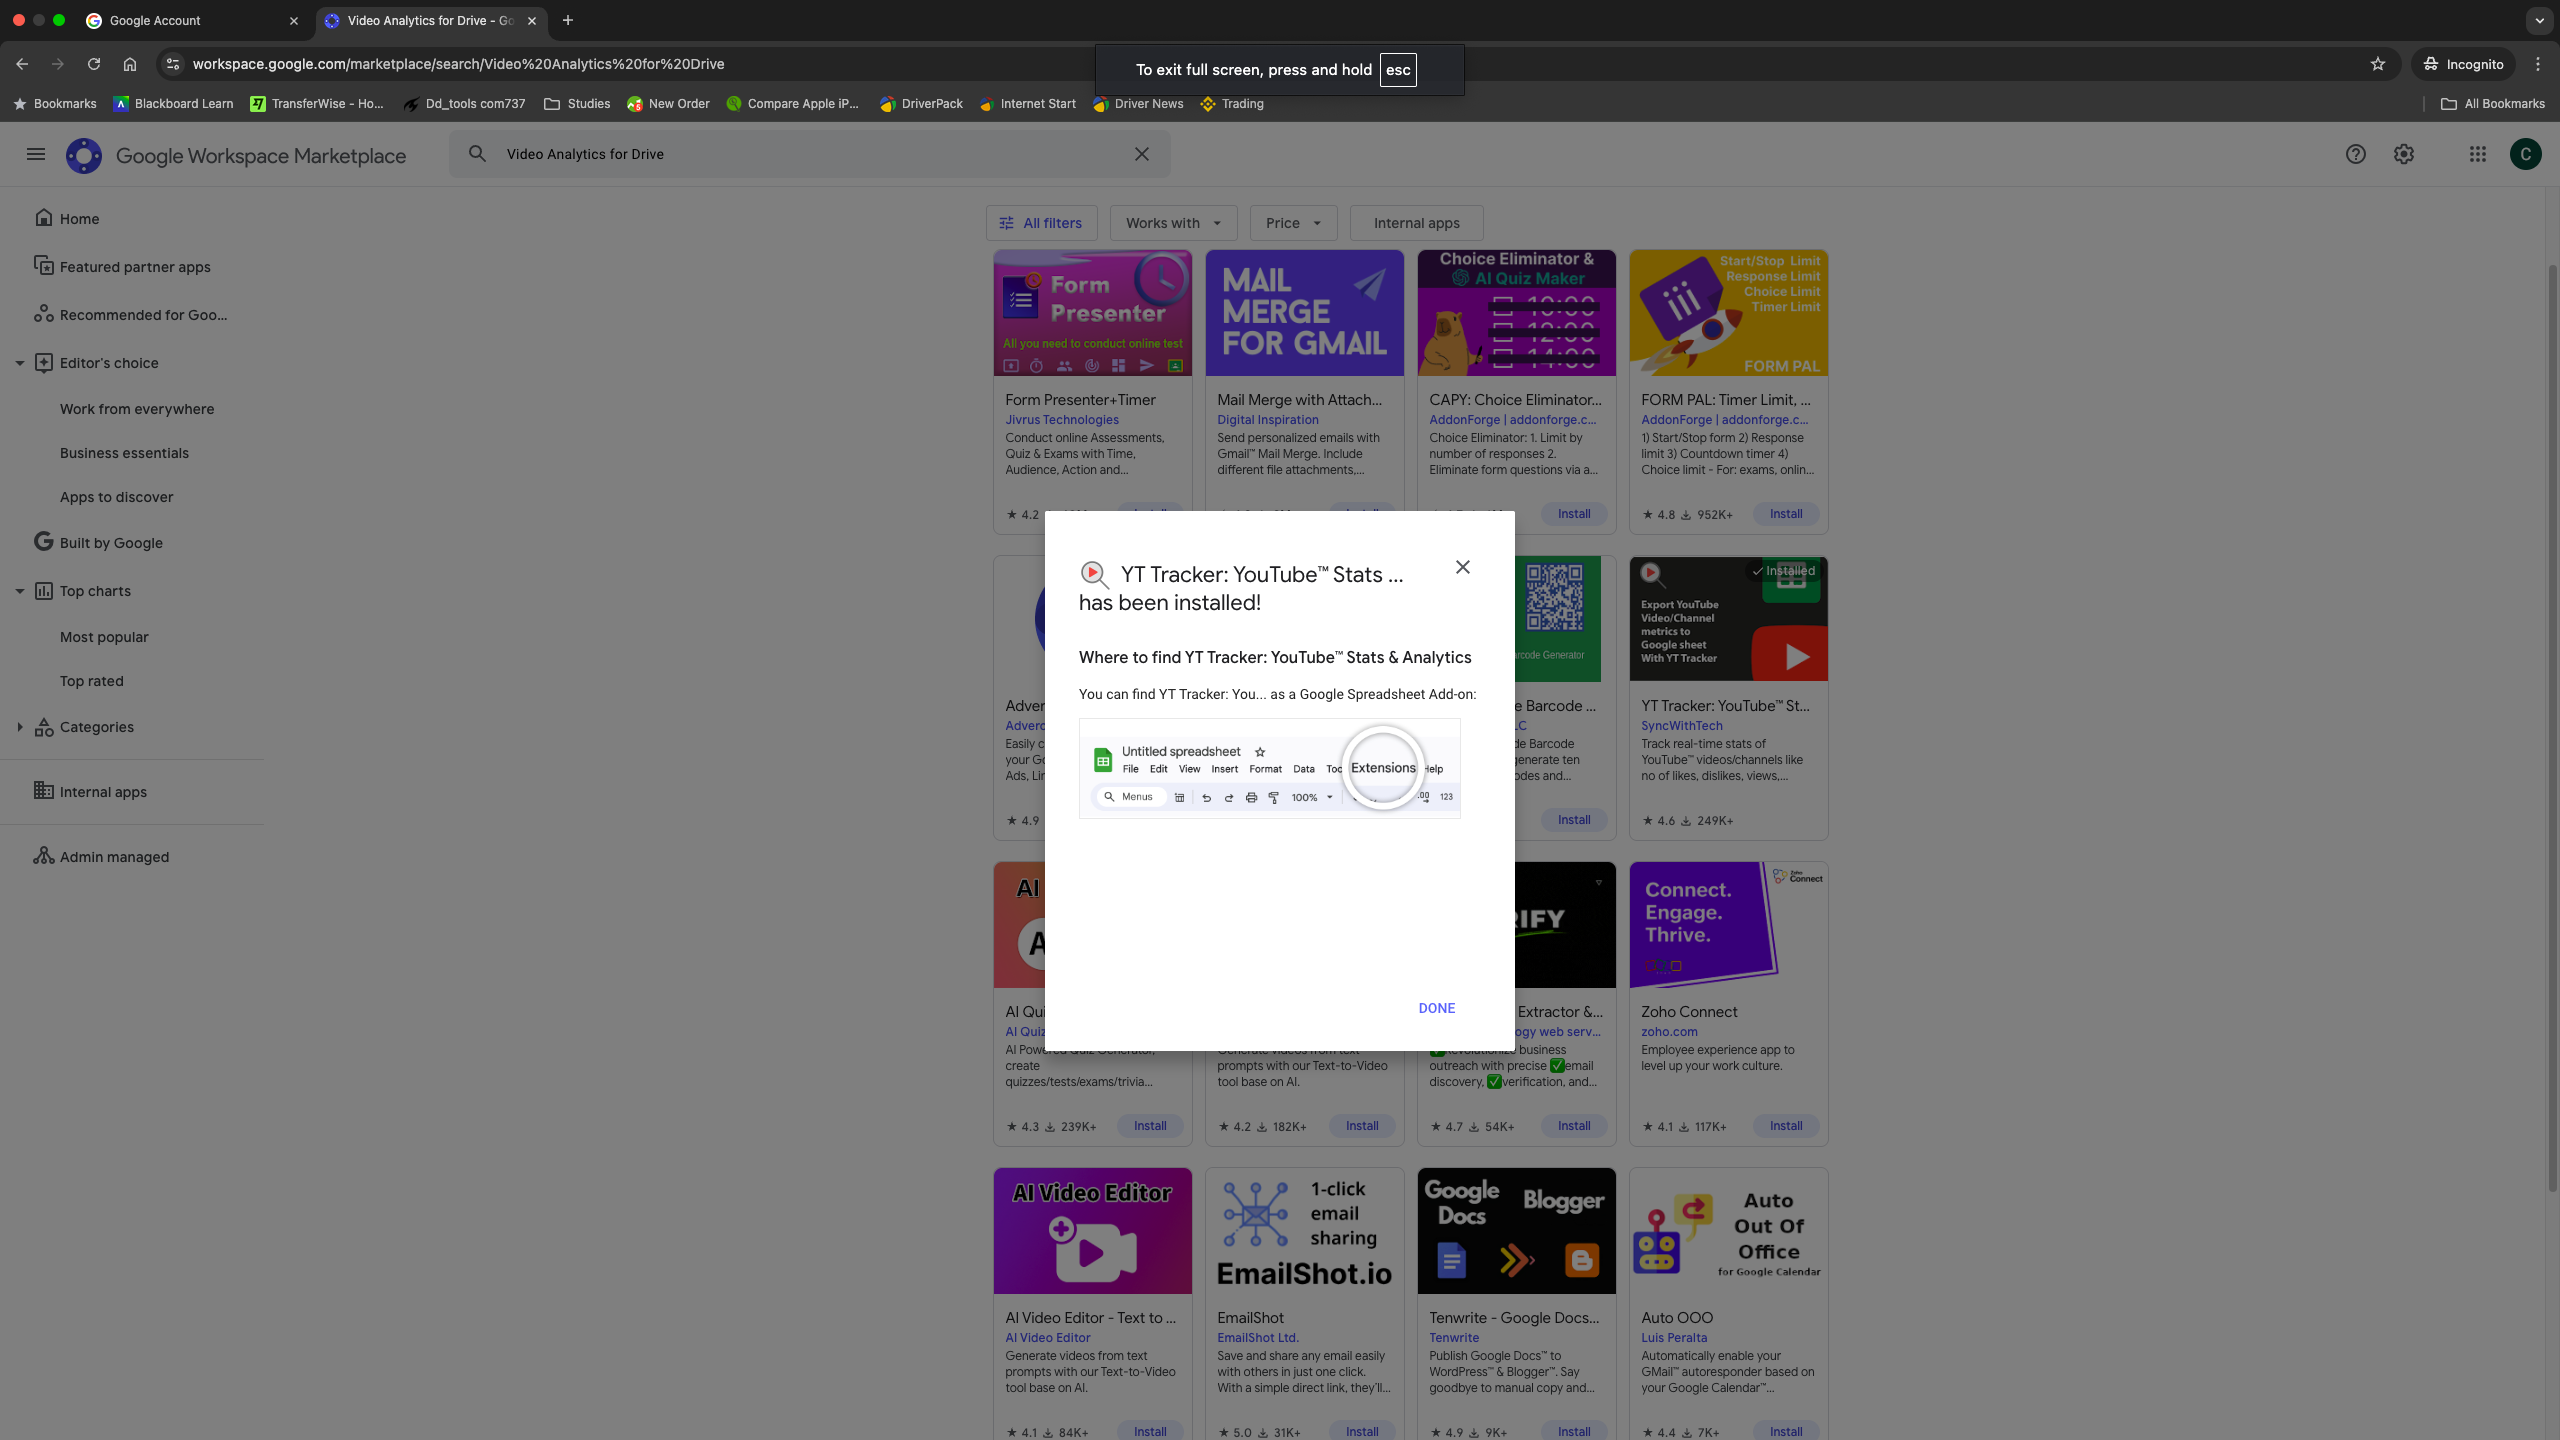 Google Account
Video Analytics for Drive - Go
workspace.google.com/marketplace/search/Video%20Analytics%20for%20Drive
To exit full screen, press and hold esc
Incognito
Bookmarks
Blackboard Learn
TransferWise - Ho...
Dd_tools com737
Studies
New Order
Compare Apple iP...
DriverPack
Internet Start
Driver News
Trading
All Bookmarks
Google Workspace Marketplace
Video Analytics for Drive
C
Home
Featured partner apps
Recommended for Goo...
Editor's choice
Work from everywhere
Business essentials
Apps to discover
Built by Google
Top charts
Most popular
Top rated
Categories
Internal apps
Admin managed
All filters
Works with
Price
Internal apps
Form
Presenter
All you need to conduct online test
Form Presenter+Timer
Jivrus Technologies
Conduct online Assessments,
Quiz & Exams with Time,
Audience, Action and...
4.2
MAIL
MERGE
FOR GMAIL
Mail Merge with Attach...
Digital Inspiration
Send personalized emails with
Gmail™ Mail Merge. Include
different file attachments,...
Choice Eliminator &
AI Quiz Maker
10:00
12:00
14:00
CAPY: Choice Eliminator...
AddonForge | addonforge.c...
Choice Eliminator: 1. Limit by
number of responses 2.
Eliminate form questions via a...
Install
Start/Stop Limit
Response Limit
Choice Limit
Timer Limit
FORM PAL
FORM PAL: Timer Limit, ...
AddonForge | addonforge.c...
1) Start/Stop form 2) Response
limit 3) Countdown timer 4)
Choice limit - For: exams, onlin...
4.8 952K+
Install
YT Tracker: YouTube™ Stats ...
has been installed!
Where to find YT Tracker: YouTube™ Stats & Analytics
You can find YT Tracker: You... as a Google Spreadsheet Add-on:
Untitled spreadsheet
File Edit View Insert Format Data Too Extensions Help
Menus
100%
.00
123
DONE
Adver
Adverc
Easily c
your Go
Ads, Lin
4.9
arcode Generator
e Barcode ...
LC
de Barcode
generate ten
odes and...
Install
Installed
Export YouTube
Video/Channel
metrics to
Google sheet
With YT Tracker
YT Tracker: YouTube™ St...
SyncWithTech
Track real-time stats of
YouTube™ videos/channels like
no of likes, dislikes, views,...
4.6 249K+
AI
A
AI Qui
AI Quiz
AI Powered Quiz Generator,
create
quizzes/tests/exams/trivia...
4.3 239K+
Install
Generate videos from text
prompts with our Text-to-Video
tool base on AI.
4.2 182K+
Install
RIFY
Extractor &...
ogy web serv...
Revolutionize business
outreach with precise ✅email
discovery, ✅verification, and...
4.7 54K+
Install
Connect.
Engage.
Thrive.
Zoho
Connect
Zoho Connect
zoho.com
Employee experience app to
level up your work culture.
4.1 117K+
Install
AI Video Editor
AI Video Editor - Text to ...
AI Video Editor
Generate videos from text
prompts with our Text-to-Video
tool base on AI.
4.1 84K+
Install
1-click
email
sharing
EmailShot.io
EmailShot
EmailShot Ltd.
Save and share any email easily
with others in just one click.
With a simple direct link, they'll...
5.0 31K+
Install
Google
Docs
Blogger
Tenwrite - Google Docs...
Tenwrite
Publish Google Docs™ to
WordPress™ & Blogger™. Say
goodbye to manual copy and...
4.9 9K+
Install
Auto
Out Of
Office
for Google Calendar
Auto OOO
Luis Peralta
Automatically enable your
GMail™ autoresponder based on
your Google Calendar™...
4.4 7K+
Install